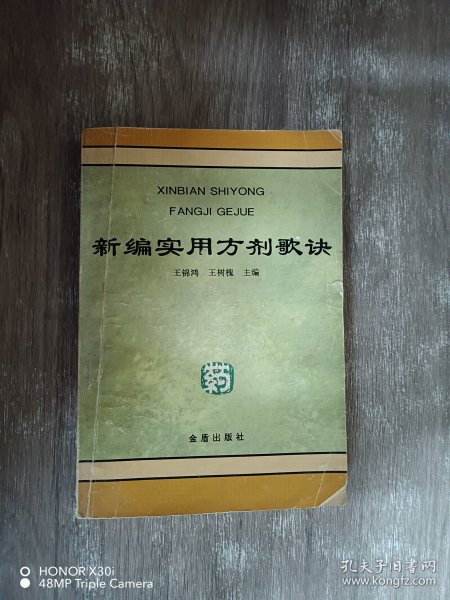 XINBIAN SHIYONG
FANGJI GEJUE
新编实用方剂歌诀
王锦鸿 王树槐 主编
药
金盾出版社
HONOR X30i
48MP Triple Camera
孔夫子旧书网
www.kongfz.com